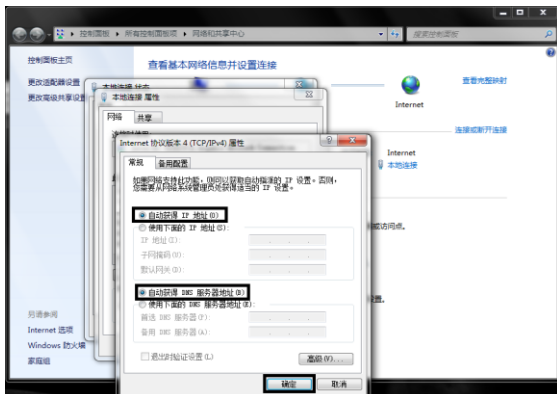 控制面板 ▸ 所有控制面板项 ▸ 网络和共享中心
搜索控制面板
控制面板主页
更改适配器设置
更改高级共享设
查看基本网络信息并设置连接
查看完整映射
Internet
连接或断开连接
Internet
本地连接
或访问点。
置。
另请参阅
Internet 选项
Windows 防火墙
家庭组
本地连接 状态
本地连接 属性
网络
共享
Internet 协议版本 4 (TCP/IPv4) 属性
常规
备用配置
如果网络支持此功能，则可以获取自动指派的 IP 设置。否则，
您需要从网络系统管理员处获得适当的 IP 设置。
自动获得 IP 地址(O)
使用下面的 IP 地址(S):
IP 地址(I):
子网掩码(U):
默认网关(D):
自动获得 DNS 服务器地址(B)
使用下面的 DNS 服务器地址(E):
首选 DNS 服务器(P):
备用 DNS 服务器(A):
退出时验证设置(L)
高级(V)...
确定
取消